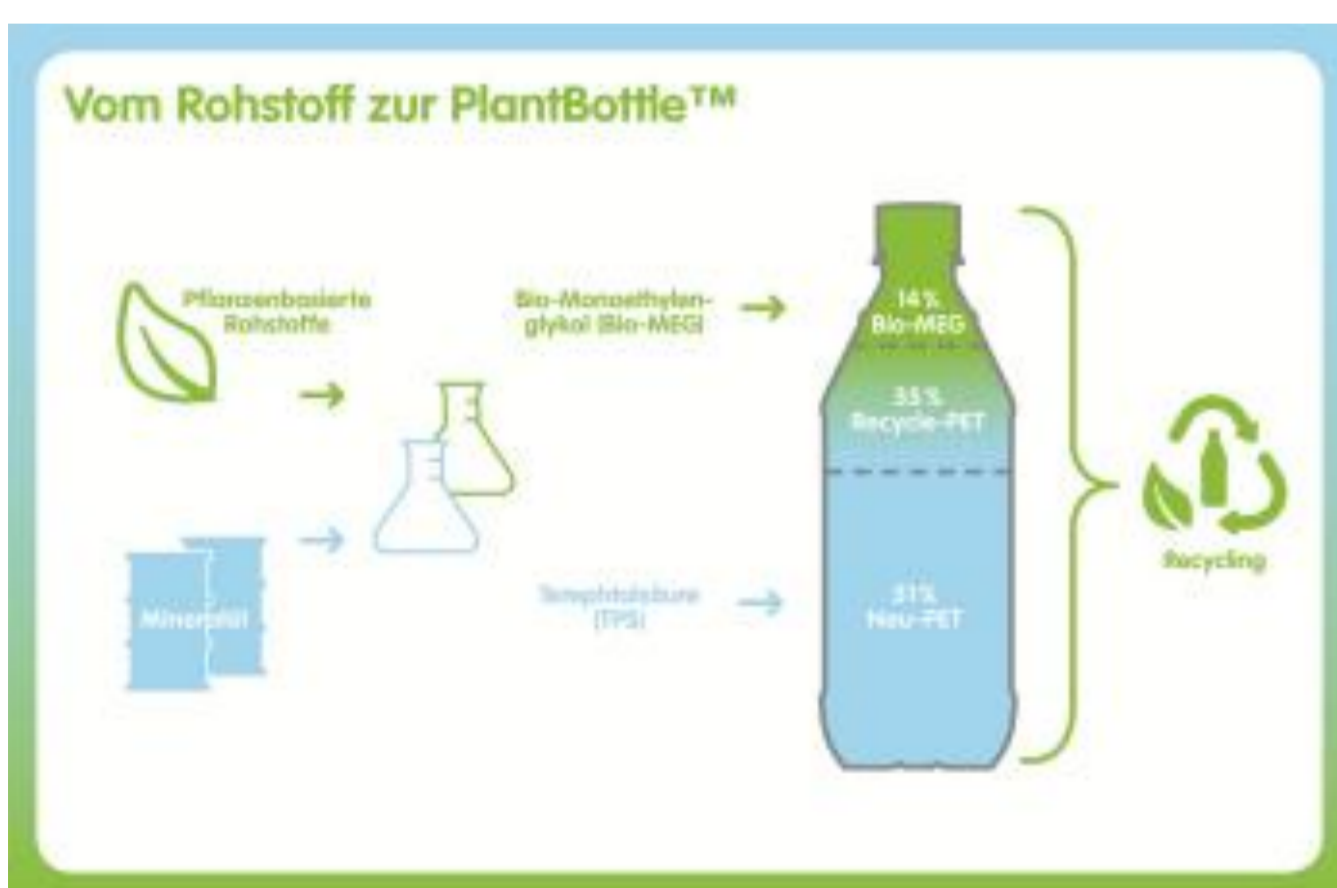 Vom Rohstoff zur PlantBottle™
Pflanzenbasierte
Rohstoffe
Bio-Monoethylen-
glykol (Bio-MEG)
14%
Bio-MEG
35%
Recycle-PET
Mineralöl
Terephtalsäure
(TPS)
51%
Neu-PET
Recycling